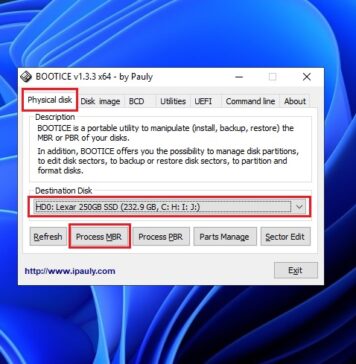 BOOTICE v1.3.3 x64 - by Pauly
Physical disk Disk image BCD Utilities UEFI Command line About
Description
BOOTICE is a portable utility to manipulate (install, backup, restore) the
MBR or PBR of your disks.
In addition, BOOTICE offers you the possibility to manage disk partitions,
to edit disk sectors, to backup or restore disk sectors, to partition and
format disks.
Destination Disk
HD0: Lexar 250GB SSD (232.9 GB, C: H: I: J:)
Refresh Process MBR Process PBR Parts Manage Sector Edit
http://www.ipauly.com Exit